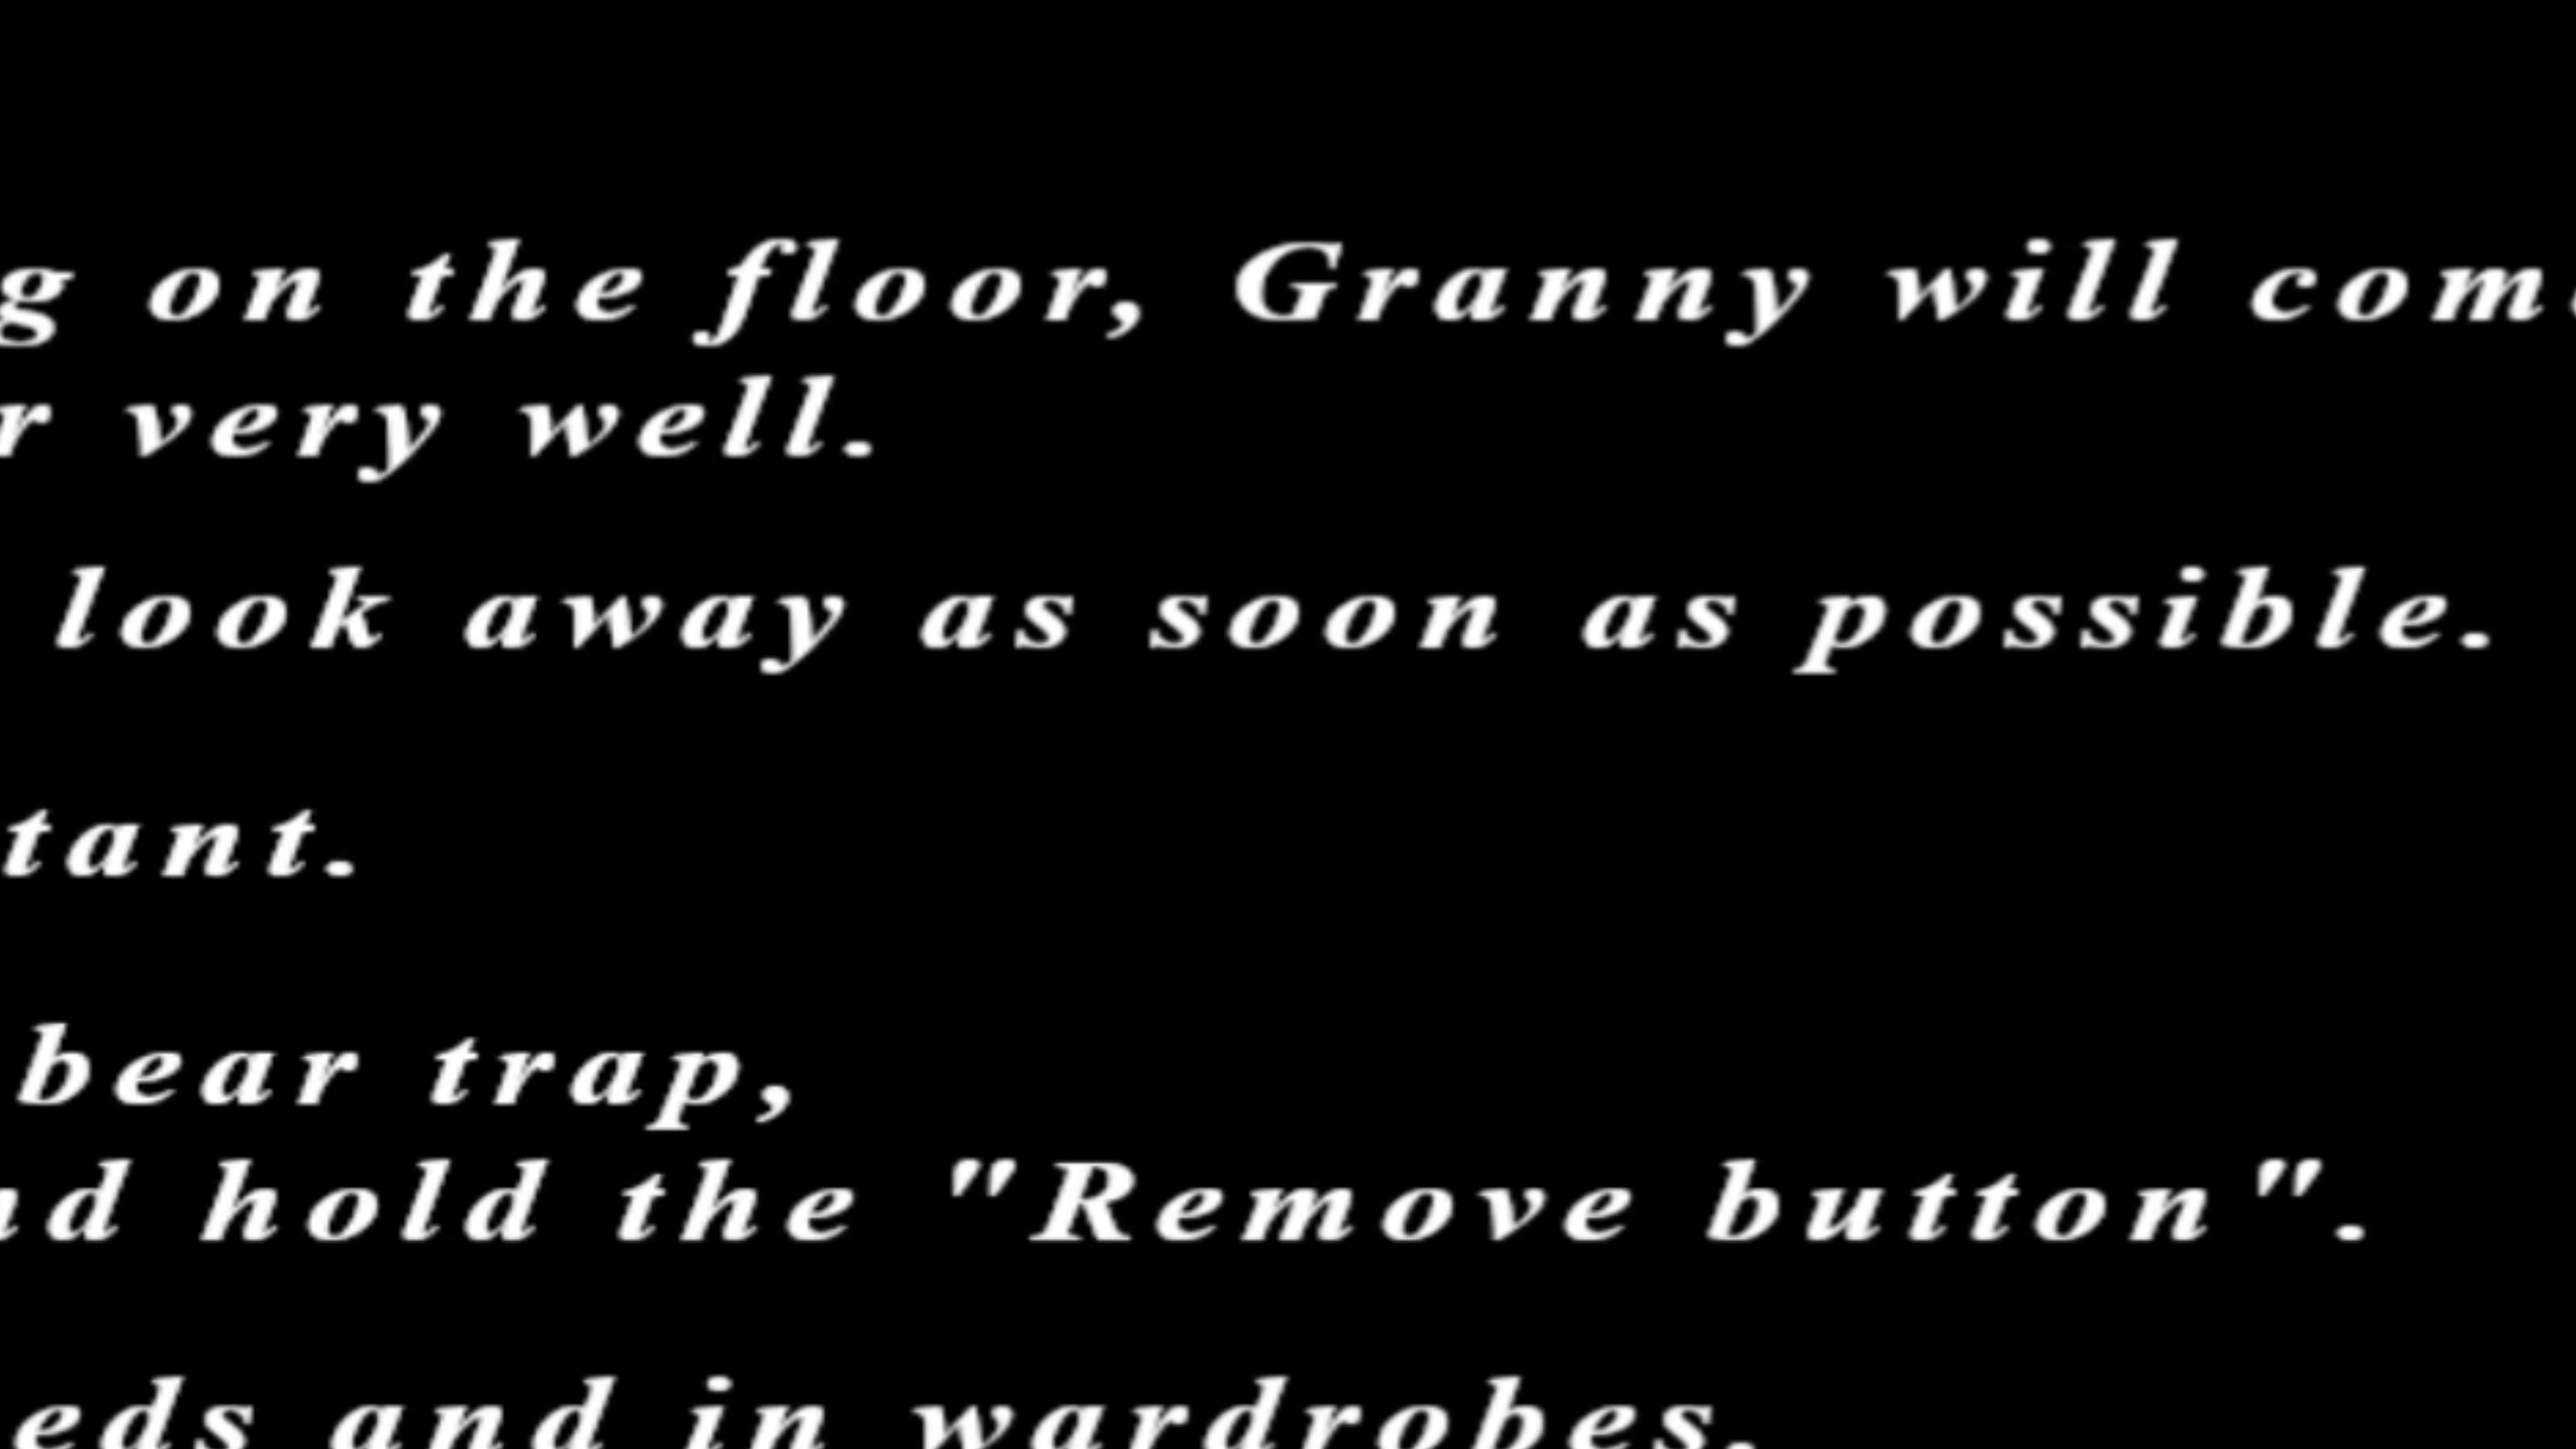 g on the floor, Granny will com
r very well.
look away as soon as possible.
tant.
bear trap,
nd hold the "Remove button".
eds and in wardrobes.